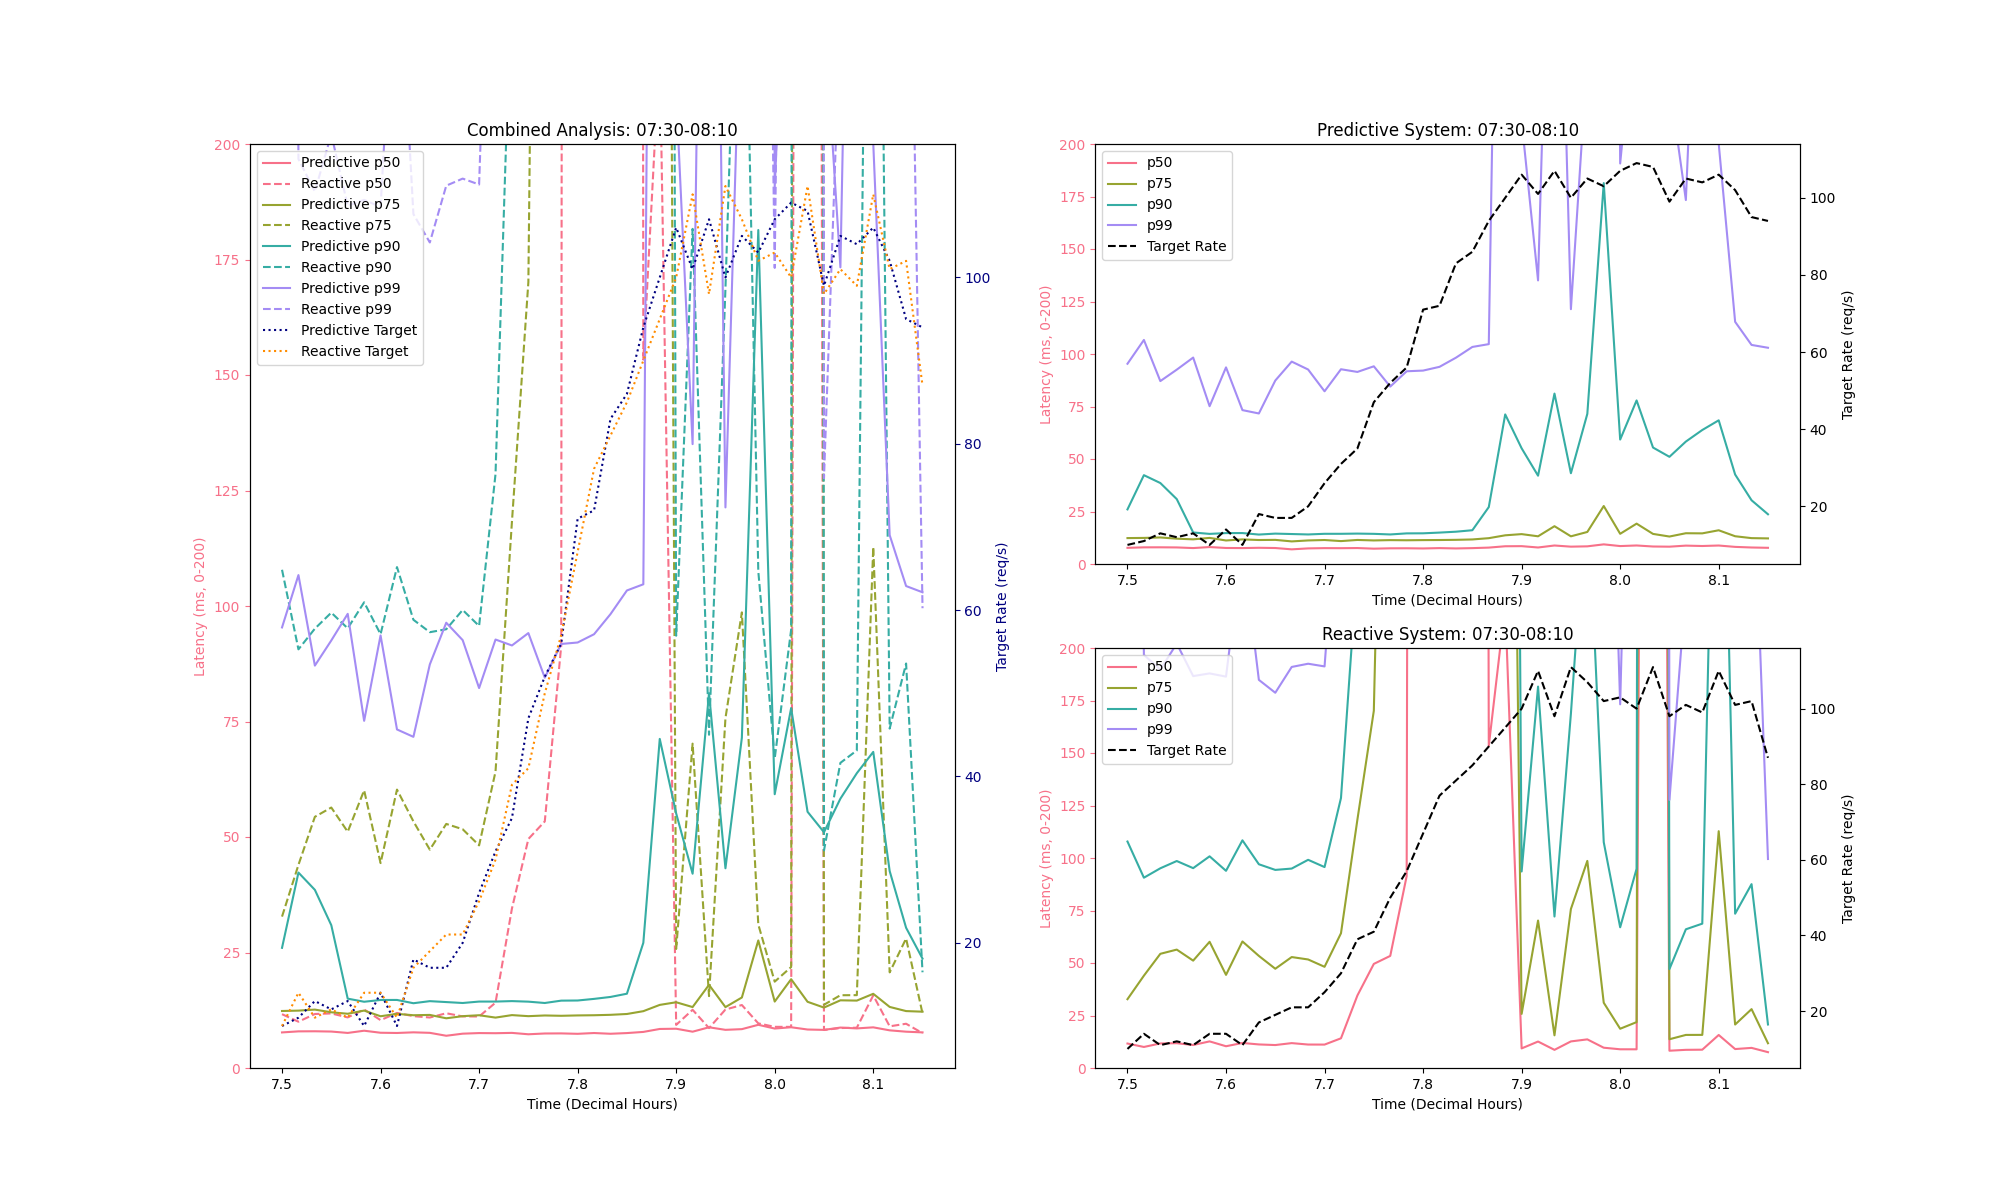 Combined Analysis: 07:30-08:10
Latency (ms, 0-200)
200
175
150
125
100
75
50
25
0
Predictive p50
Reactive p50
Predictive p75
Reactive p75
Predictive p90
Reactive p90
Predictive p99
Reactive p99
Predictive Target
Reactive Target
7.5 7.6 7.7 7.8 7.9 8.0 8.1
Time (Decimal Hours)
100
80
60
40
20
Target Rate (req/s)
Predictive System: 07:30-08:10
Latency (ms, 0-200)
200
175
150
125
100
75
50
25
0
p50
p75
p90
p99
Target Rate
7.5 7.6 7.7 7.8 7.9 8.0 8.1
Time (Decimal Hours)
100
80
60
40
20
Target Rate (req/s)
Reactive System: 07:30-08:10
Latency (ms, 0-200)
200
175
150
125
100
75
50
25
0
p50
p75
p90
p99
Target Rate
7.5 7.6 7.7 7.8 7.9 8.0 8.1
Time (Decimal Hours)
100
80
60
40
20
Target Rate (req/s)